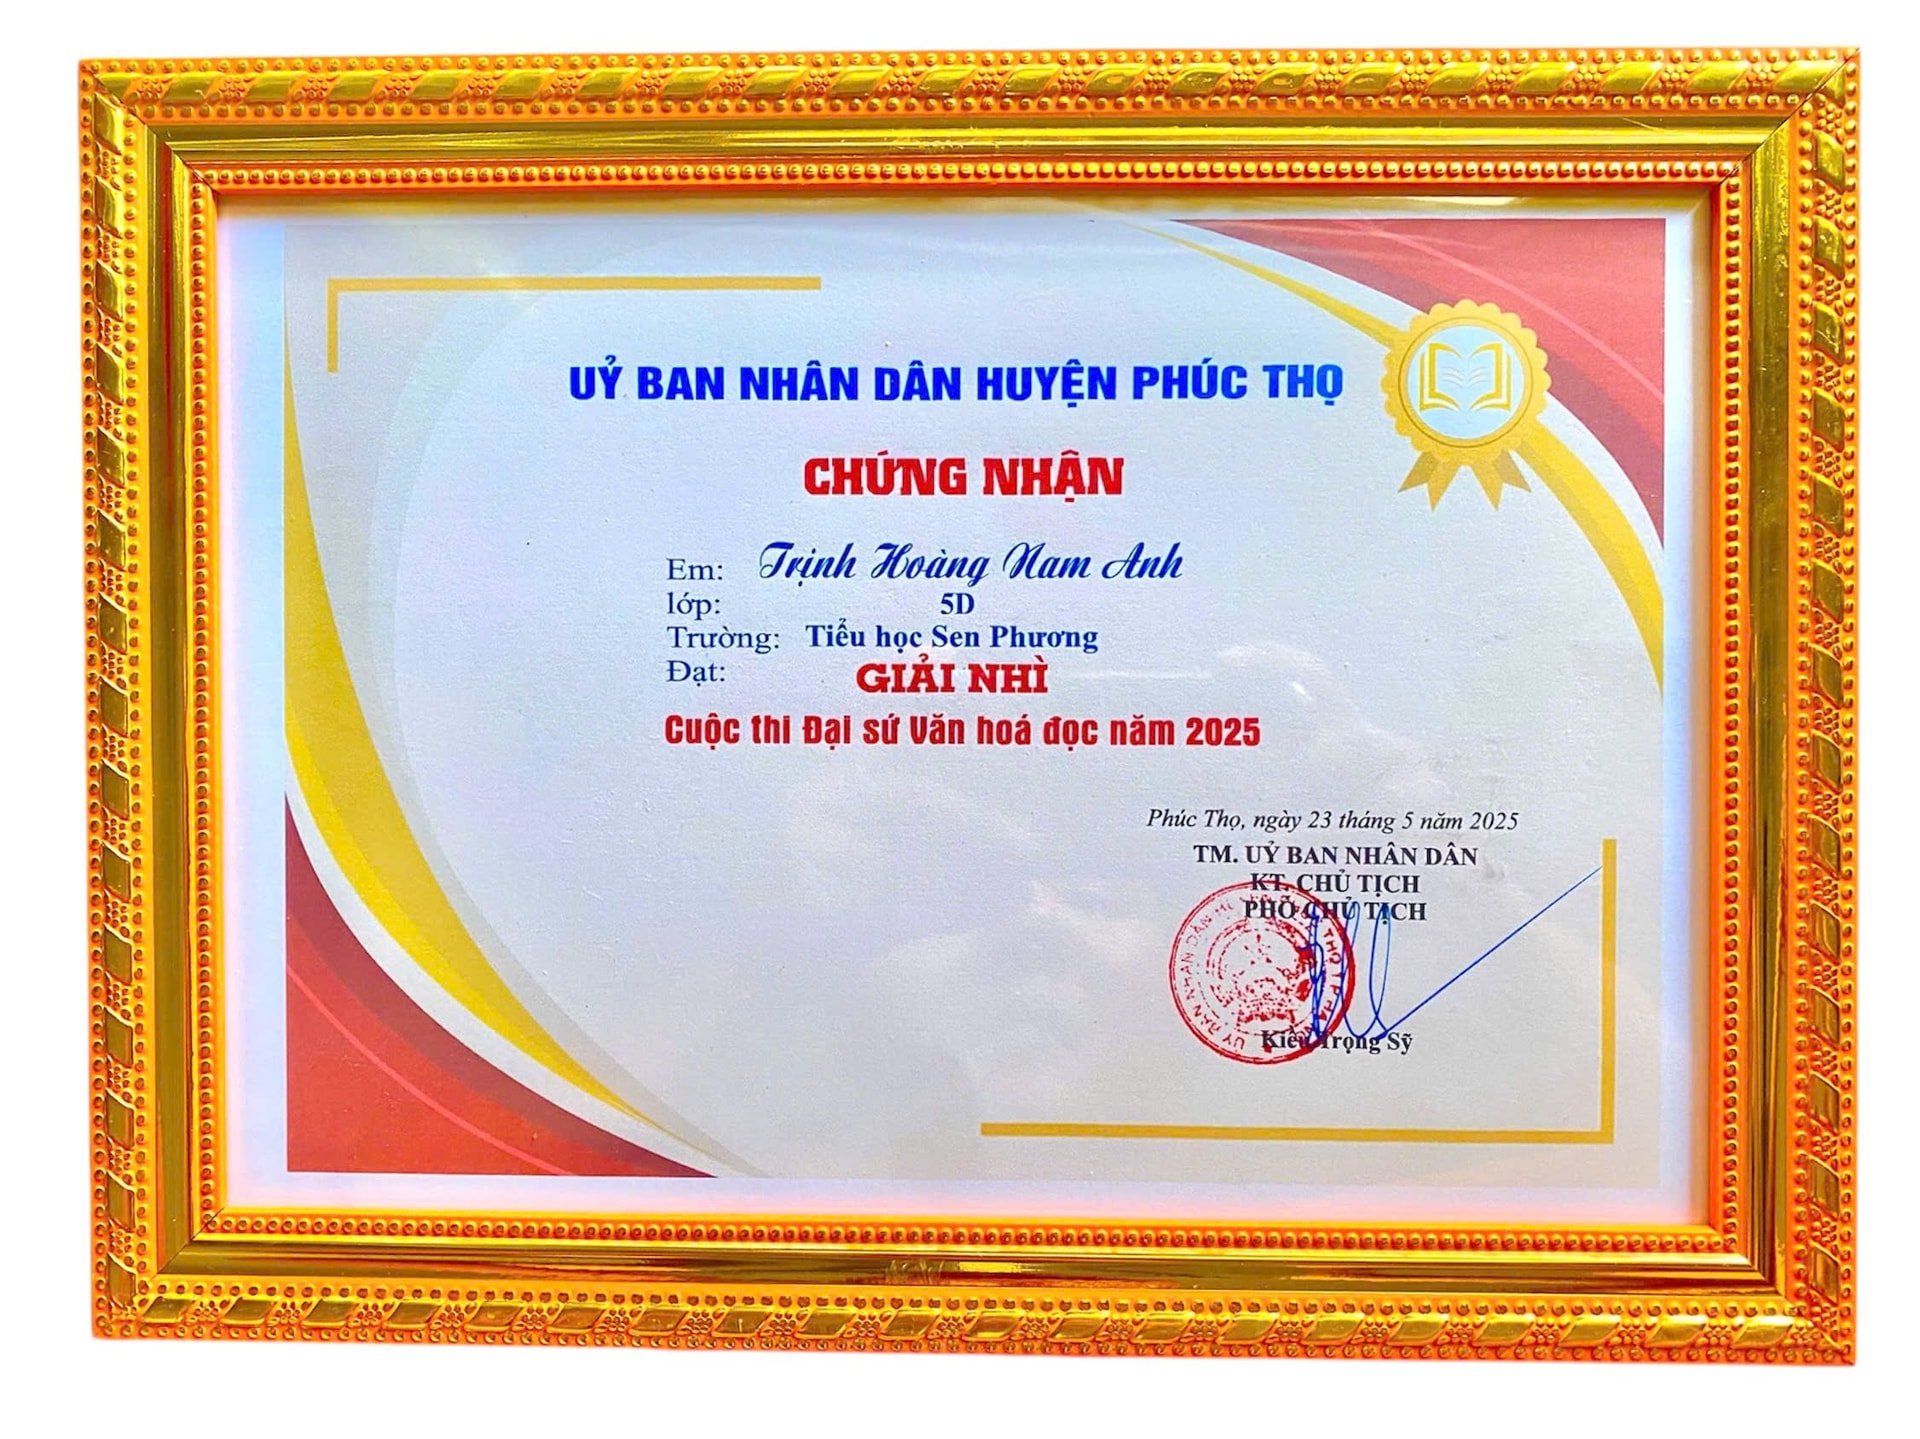 UỶ BAN NHÂN DÂN HUYỆN PHÚC THỌ
CHỨNG NHẬN
Em: Trịnh Hoàng Nam Anh
lớp: 5D
Trường: Tiểu học Sen Phương
Đạt: GIẢI NHÌ
Cuộc thi Đại sứ Văn hoá đọc năm 2025
Phúc Thọ, ngày 23 tháng 5 năm 2025
TM. UỶ BAN NHÂN DÂN
KT. CHỦ TỊCH
PHÓ CHỦ TỊCH
Kiều Trọng Sỹ